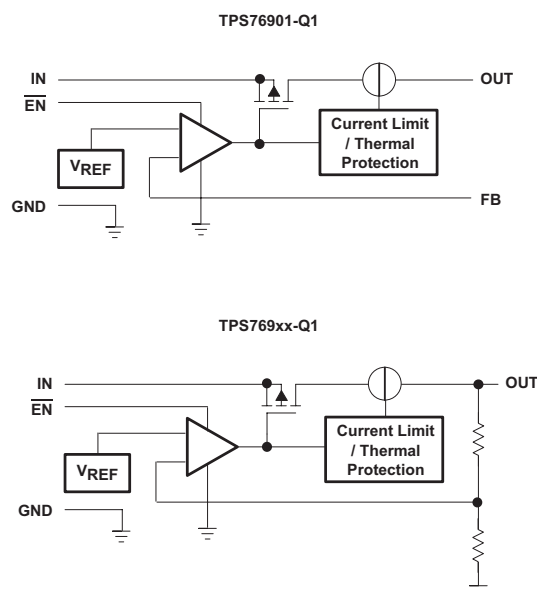 TPS76901-Q1
IN
OUT
EN
Current Limit
/ Thermal
Protection
VREF
GND
FB
TPS769xx-Q1
IN
OUT
EN
Current Limit
/ Thermal
Protection
VREF
GND